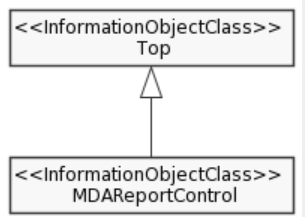 <<InformationObjectClass>>
Top
<<InformationObjectClass>>
MDAReportControl